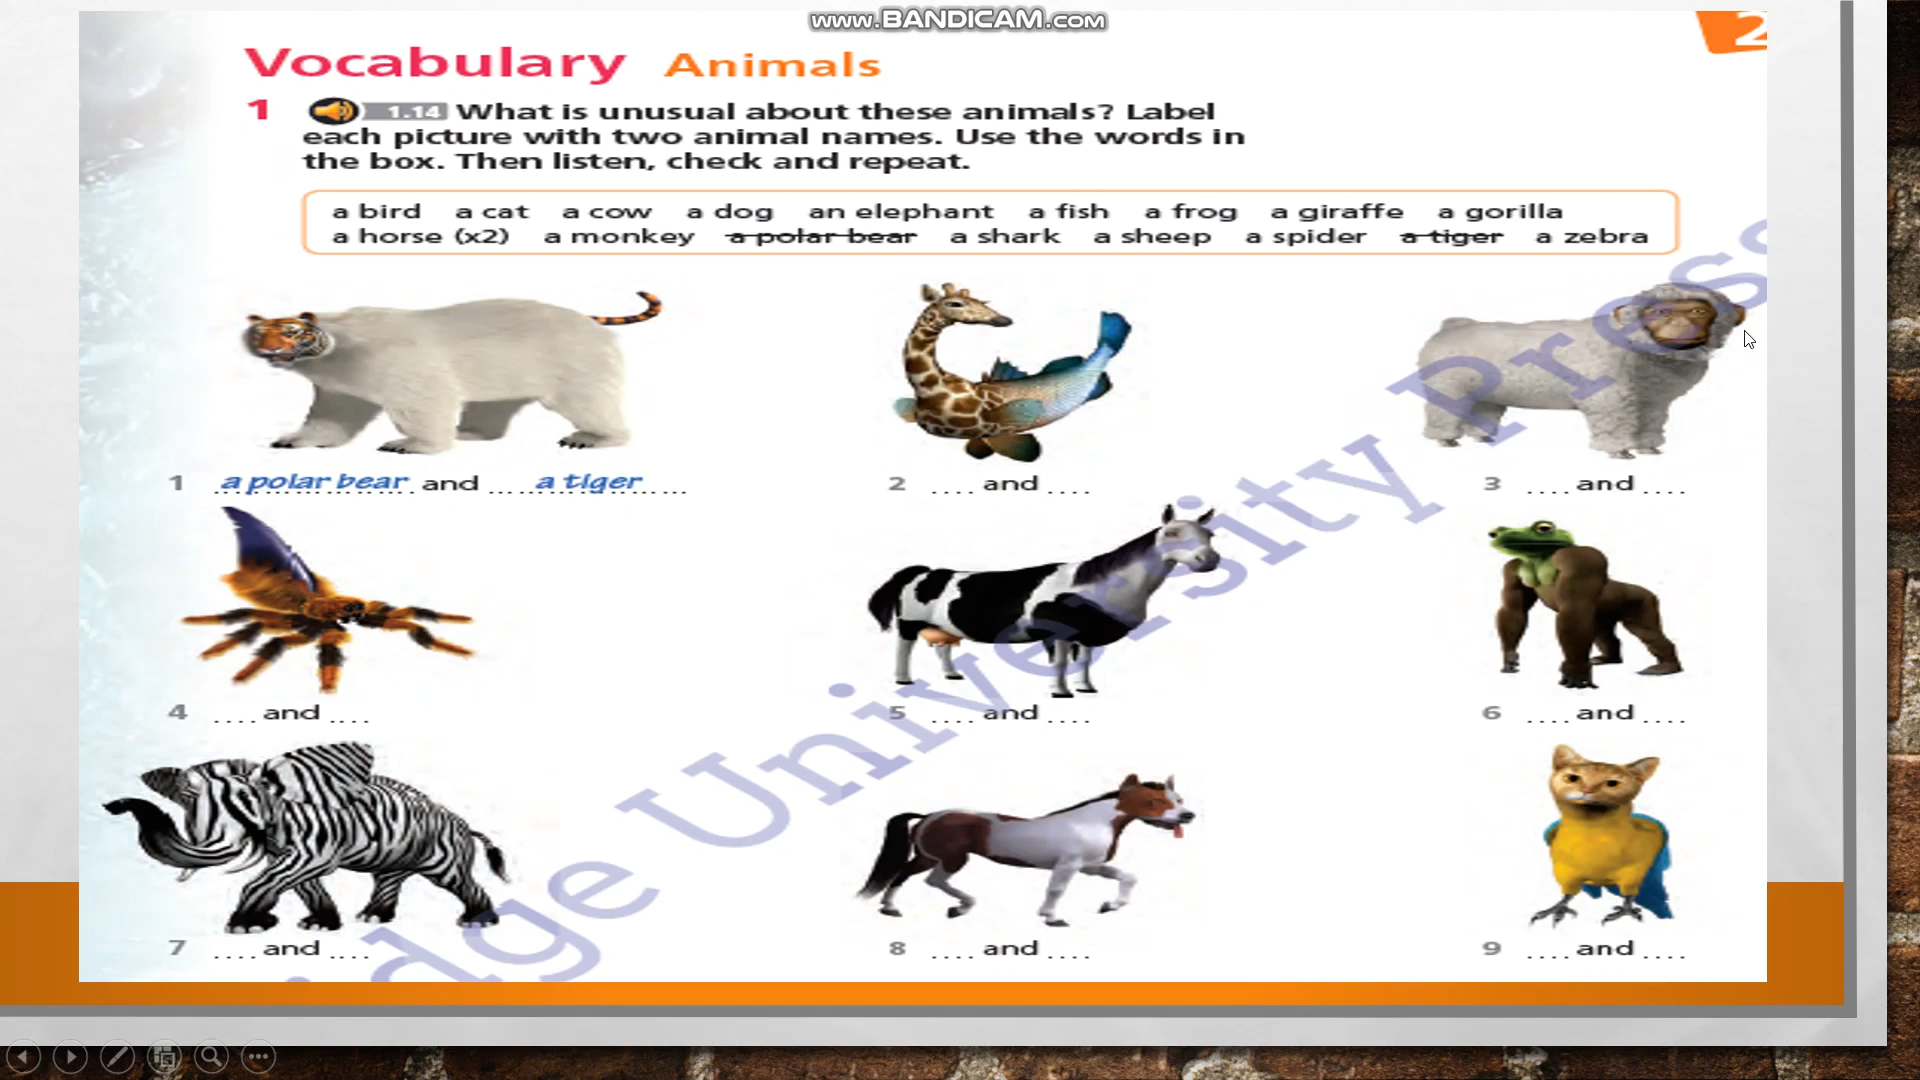 www.BANDICAM.com
2
Vocabulary Animals
1 1.14 What is unusual about these animals? Label
each picture with two animal names. Use the words in
the box. Then listen, check and repeat.
a bird a cat a cow a dog an elephant a fish a frog a giraffe a gorilla
a horse (x2) a monkey a polar bear a shark a sheep a spider a tiger a zebra
1 a polar bear and a tiger
2 .... and ....
3 .... and ....
4 .... and ....
5 .... and ....
6 .... and ....
7 .... and ....
8 .... and ....
9 .... and ....
idge University Press